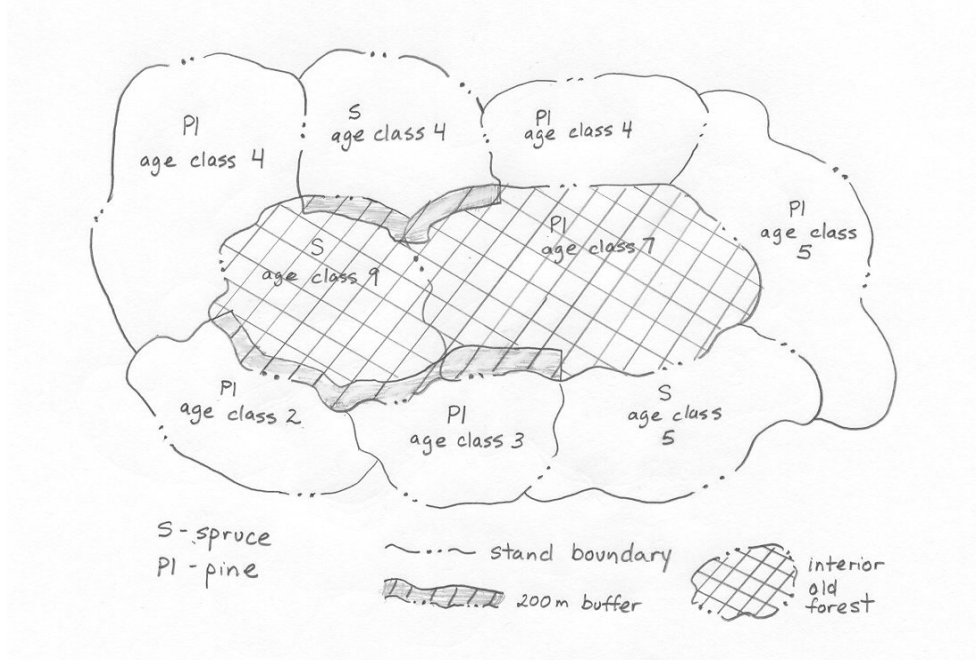 Pl
age class 4
S
age class 4
Pl
age class 4
Pl
age class
5
S
age class 9
Pl
age class 7
Pl
age class 2
Pl
age class 3
S
age class
5
S - spruce
Pl - pine
stand boundary
200m buffer
interior
old
forest